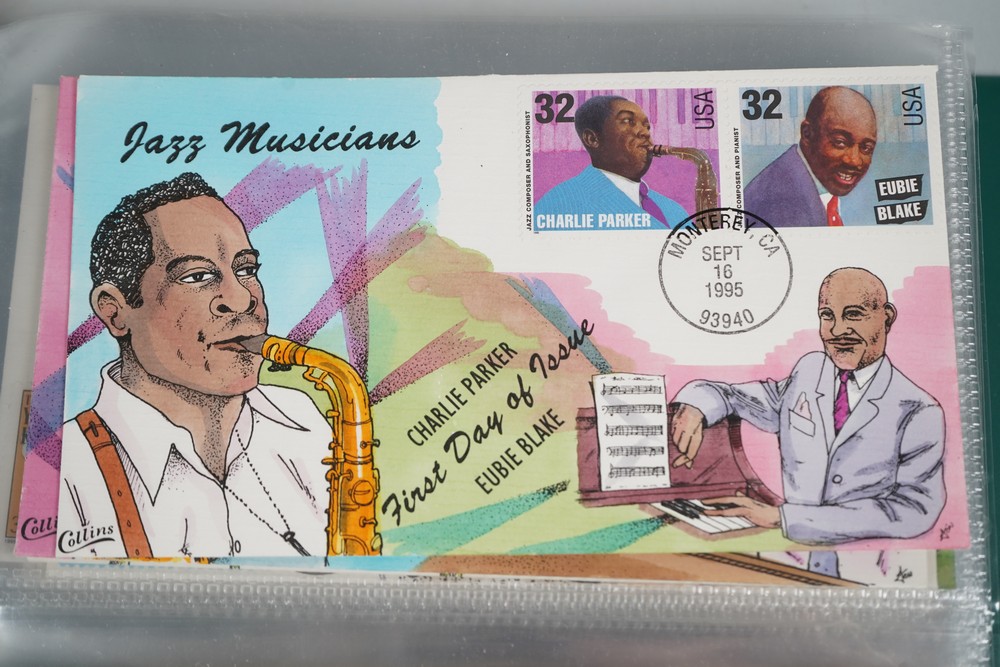 Jazz Musicians
32
USA
JAZZ COMPOSER AND SAXOPHONIST
CHARLIE PARKER
32
USA
COMPOSER AND PIANIST
EUBIE
BLAKE
MONTEREY, CA
SEPT
16
1995
93940
CHARLIE PARKER
First Day of Issue
EUBIE BLAKE
Colli
Collins